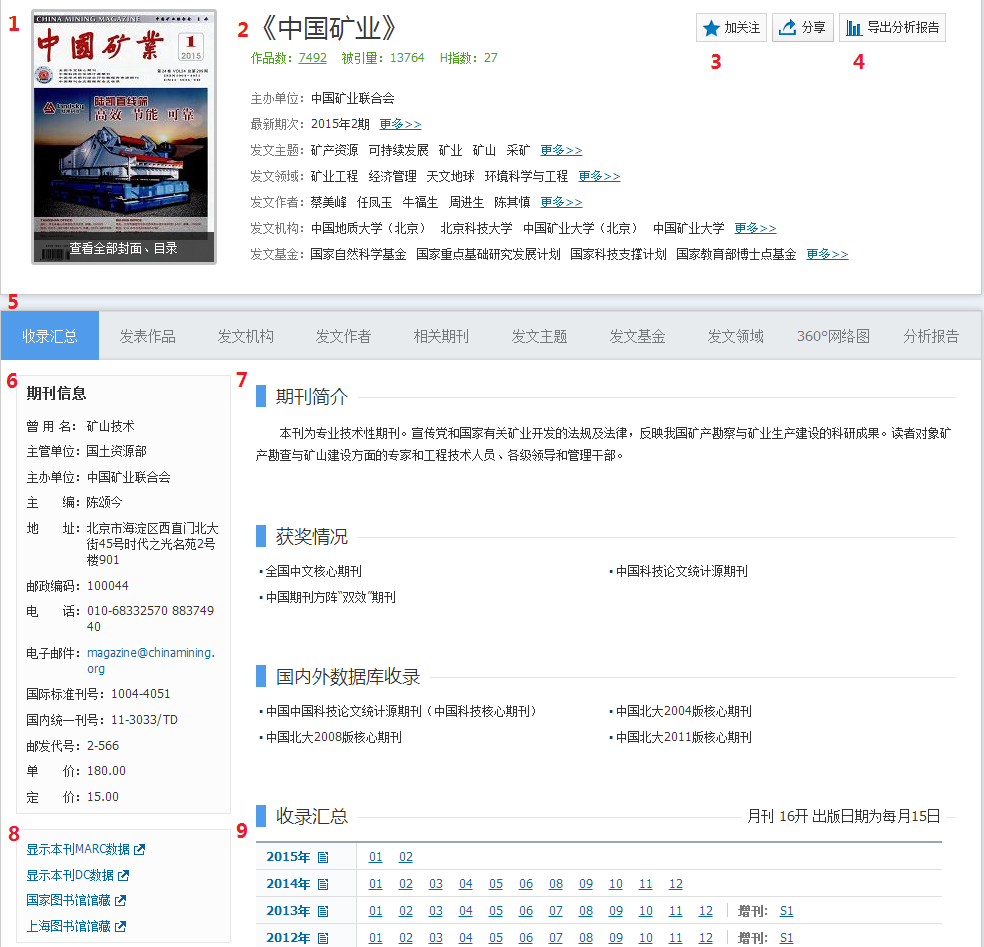 1
CHINA MINING MAGAZINE
中國矿業
1
2015
陆凯直线筛
高效 节能 可靠
查看全部封面、目录
2
《中国矿业》
作品数：7492 被引量：13764 H指数：27
加关注
分享
导出分析报告
3
4
主办单位：中国矿业联合会
最新期次：2015年2期 更多>>
发文主题：矿产资源 可持续发展 矿业 矿山 采矿 更多>>
发文领域：矿业工程 经济管理 天文地球 环境科学与工程 更多>>
发文作者：蔡美峰 任凤玉 牛福生 周进生 陈其慎 更多>>
发文机构：中国地质大学（北京） 北京科技大学 中国矿业大学（北京） 中国矿业大学 更多>>
发文基金：国家自然科学基金 国家重点基础研究发展计划 国家科技支撑计划 国家教育部博士点基金 更多>>
5
收录汇总 发表作品 发文机构 发文作者 相关期刊 发文主题 发文基金 发文领域 360°网络图 分析报告
6
期刊信息
曾 用 名： 矿山技术
主管单位：国土资源部
主办单位：中国矿业联合会
主 编：陈颂今
地 址：北京市海淀区西直门北大
街45号时代之光名苑2号
楼901
邮政编码：100044
电 话：010-68332570 883749
40
电子邮件：magazine@chinamining.
org
国际标准刊号：1004-4051
国内统一刊号：11-3033/TD
邮发代号：2-566
单 价：180.00
定 价：15.00
7
期刊简介
本刊为专业技术性期刊。宣传党和国家有关矿业开发的法规及法律，反映我国矿产勘察与矿业生产建设的科研成果。读者对象矿
产勘查与矿山建设方面的专家和工程技术人员、各级领导和管理干部。
获奖情况
·全国中文核心期刊
·中国科技论文统计源期刊
·中国期刊方阵"双效"期刊
国内外数据库收录
·中国中国科技论文统计源期刊（中国科技核心期刊）
·中国北大2004版核心期刊
·中国北大2008版核心期刊
·中国北大2011版核心期刊
8
显示本刊MARC数据
显示本刊DC数据
国家图书馆馆藏
上海图书馆馆藏
9
收录汇总
月刊 16开 出版日期为每月15日
2015年 01 02
2014年 01 02 03 04 05 06 08 09 10 11 12
2013年 01 02 03 04 05 06 07 08 09 10 11 12 增刊: S1
2012年 01 02 03 04 05 06 07 08 09 10 11 12 增刊: S1